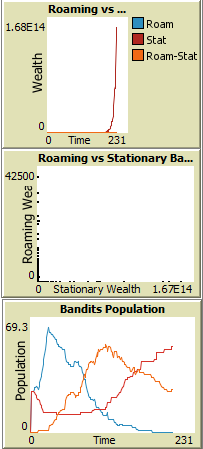 Roaming vs ...
1.68E14
Wealth
0
Time
231
Roam
Stat
Roam-Stat
Roaming vs Stationary Ba...
42500
Roaming Wea
0
0
Stationary Wealth
1.67E14
Bandits Population
69.3
Population
0
0
Time
231